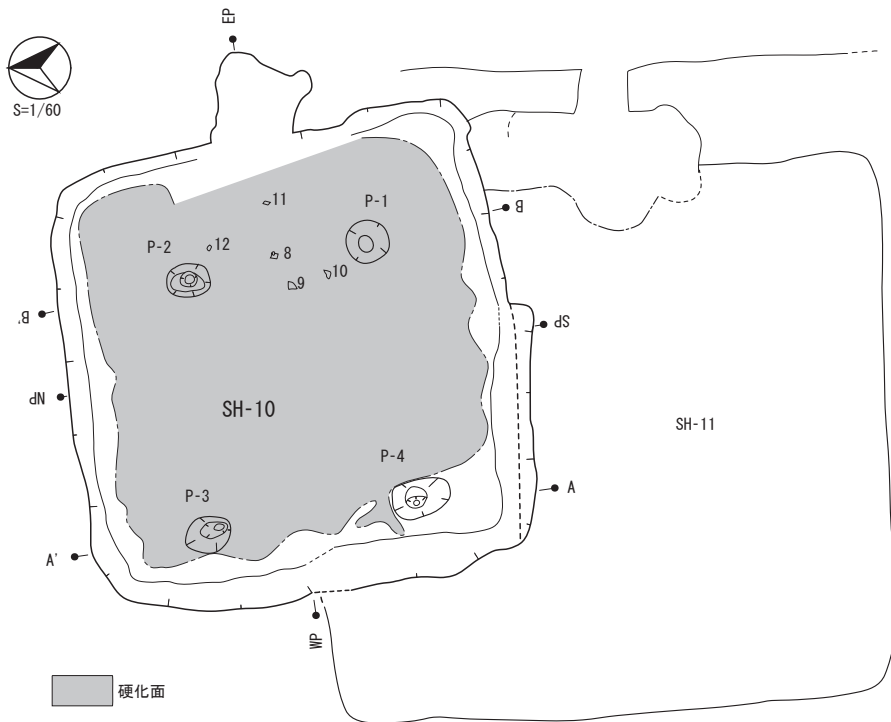 EP
S=1/60
11
P-1
P-2
12
8
B
9
10
B'
SP
NP
SH-10
SH-11
P-4
A
P-3
A'
WP
硬化面